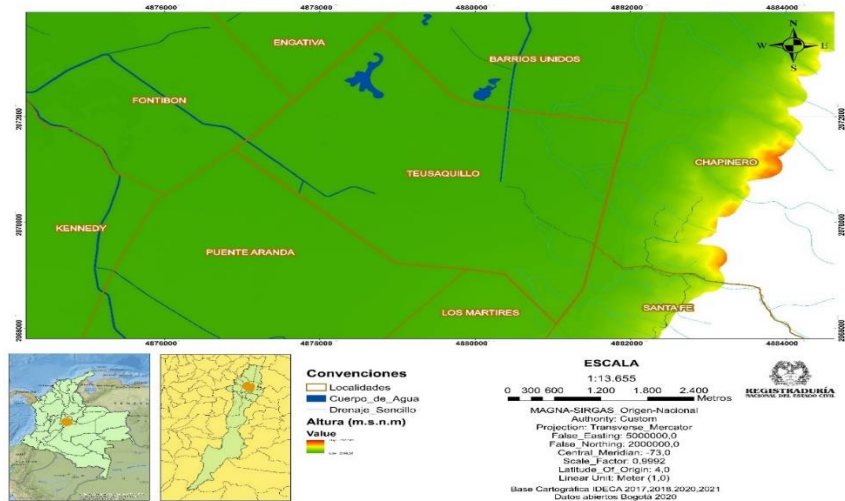 4876000 4878000 4880000 4882000 4884000
N
W E
S
ENGATIVA
BARRIOS UNIDOS
FONTIBON
2072000 2072000
CHAPINERO
TEUSAQUILLO
2070000 2070000
KENNEDY
PUENTE ARANDA
SANTA FE
LOS MARTIRES
2068000 2068000
4876000 4878000 4880000 4882000 4884000
Convenciones
Localidades
Cuerpo_de_Agua
Drenaje_Sencillo
Altura (m.s.n.m)
Value
ESCALA
1:13.655
0 300 600 1.200 1.800 2.400
Metros
MAGNA-SIRGAS_Origen-Nacional
Authority: Custom
Projection: Transverse_Mercator
False_Easting: 5000000,0
False_Northing: 2000000,0
Central_Meridian: -73,0
Scale_Factor: 0,9992
Latitude_Of_Origin: 4,0
Linear Unit: Meter (1,0)
Base Cartográfica IDECA 2017,2018,2020,2021
Datos abiertos Bogotá 2020
REGISTRADURÍA
NACIONAL DEL ESTADO CIVIL